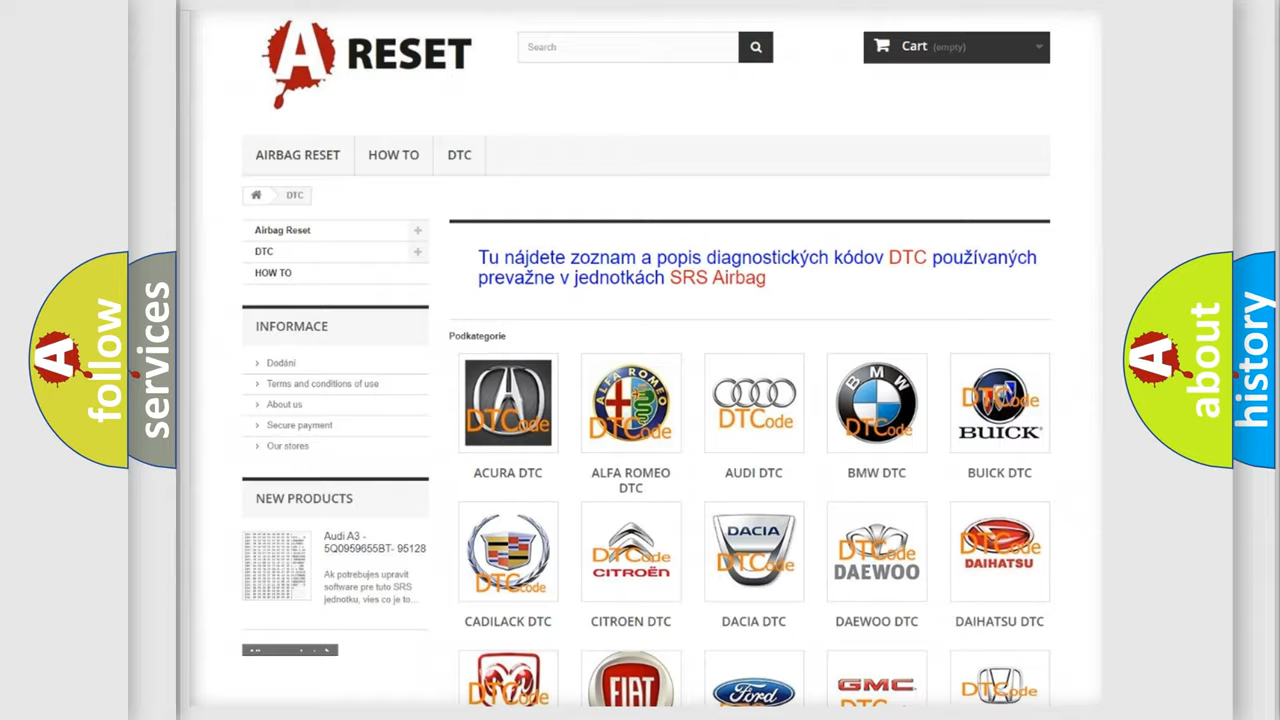 A RESET
Search
Cart (empty)
AIRBAG RESET
HOW TO
DTC
DTC
Airbag Reset
DTC
HOW TO
Tu nájdete zoznam a popis diagnostických kódov DTC používaných
prevažne v jednotkách SRS Airbag
INFORMACE
Dodání
Terms and conditions of use
About us
Secure payment
Our stores
NEW PRODUCTS
Audi A3 -
5Q0959655BT- 95128
Ak potrebujes upravit
software pre tuto SRS
jednotku, vies co je to...
Podkategorie
DTCode
ALFA ROMEO
DTCode
DTCode
BMW
DTCode
DTCode
BUICK
ACURA DTC
ALFA ROMEO
DTC
AUDI DTC
BMW DTC
BUICK DTC
DTCode
DTCode
CITROËN
DACIA
DTCode
DTCode
DAEWOO
DTCode
DAIHATSU
CADILACK DTC
CITROEN DTC
DACIA DTC
DAEWOO DTC
DAIHATSU DTC
DTCode
FIAT
Ford
GMC
DTCode
A follow
services
A about
history